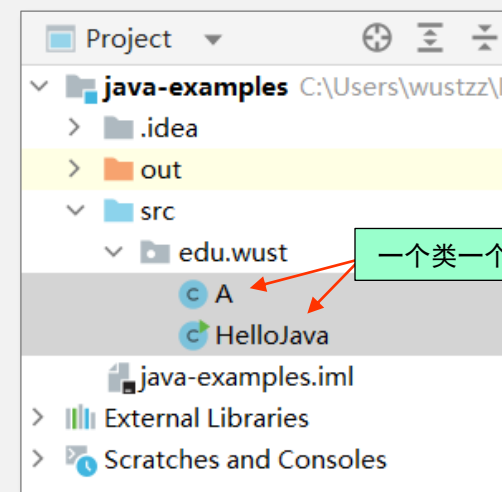 Project
java-examples C:\Users\wustzz\
.idea
out
src
edu.wust
一个类一个
A
HelloJava
java-examples.iml
External Libraries
Scratches and Consoles